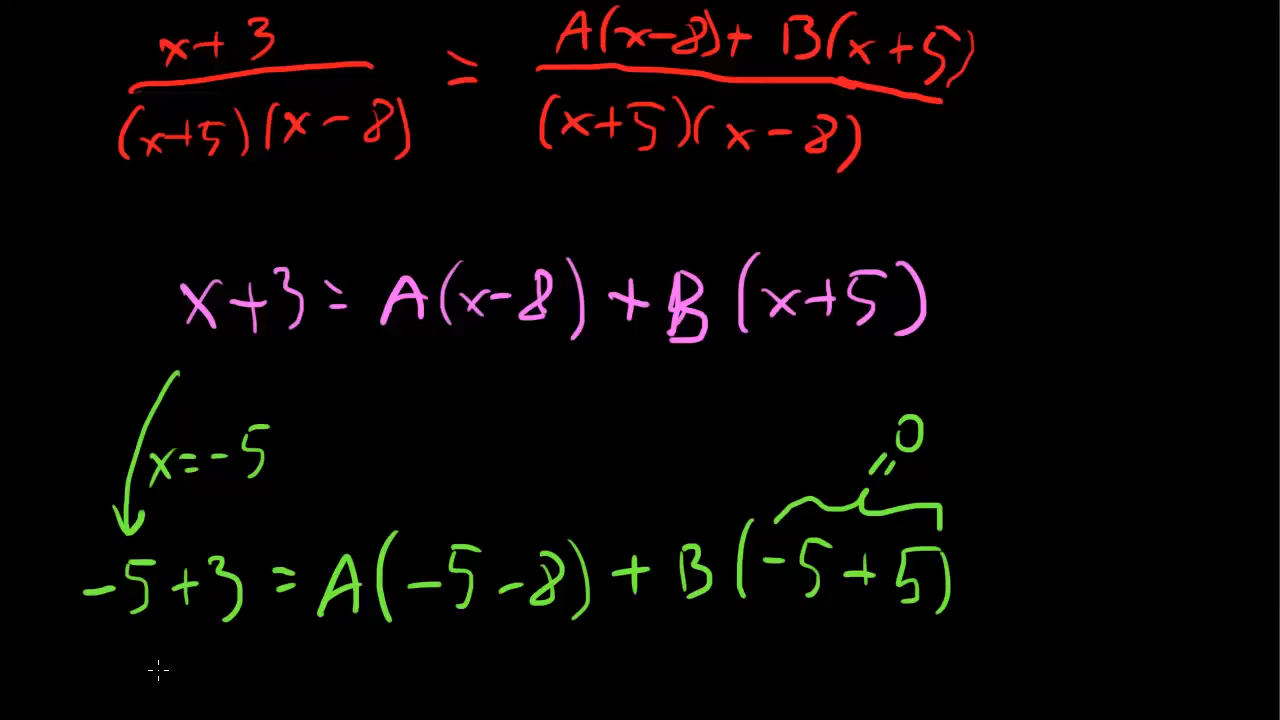 x+3 / (x+5)(x-8) = A(x-8)+ B(x+5) / (x+5)(x-8)
x+3 = A(x-8) + B(x+5)
x=-5
=0
-5+3 = A(-5-8) + B(-5+5)